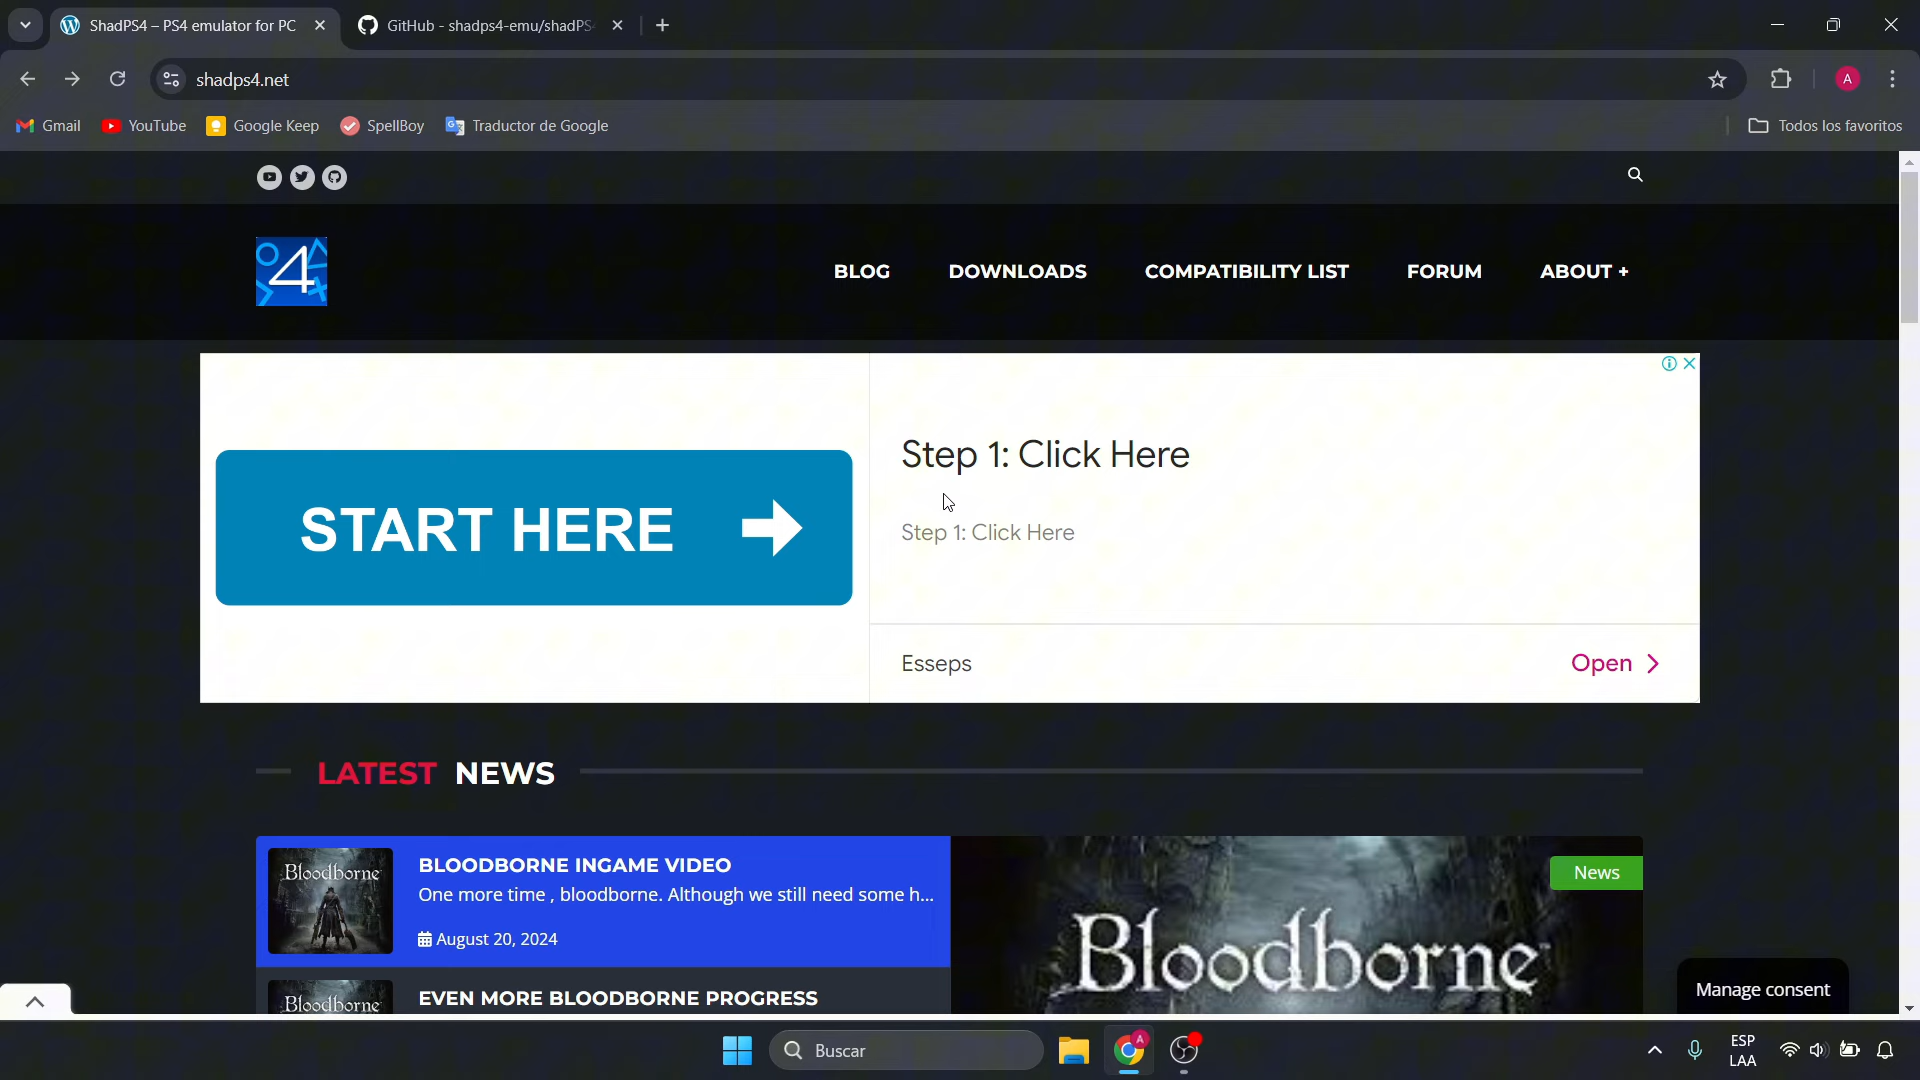 ShadPS4 – PS4 emulator for PC
GitHub - shadps4-emu/shadPS
shadps4.net
A
Gmail
YouTube
Google Keep
SpellBoy
Traductor de Google
Todos los favoritos
4
BLOG
DOWNLOADS
COMPATIBILITY LIST
FORUM
ABOUT +
START HERE
Step 1: Click Here
Step 1: Click Here
Esseps
Open
LATEST NEWS
Bloodborne
BLOODBORNE INGAME VIDEO
One more time , bloodborne. Although we still need some h...
August 20, 2024
Bloodborne
EVEN MORE BLOODBORNE PROGRESS
News
Bloodborne
Manage consent
Buscar
A
ESP
LAA